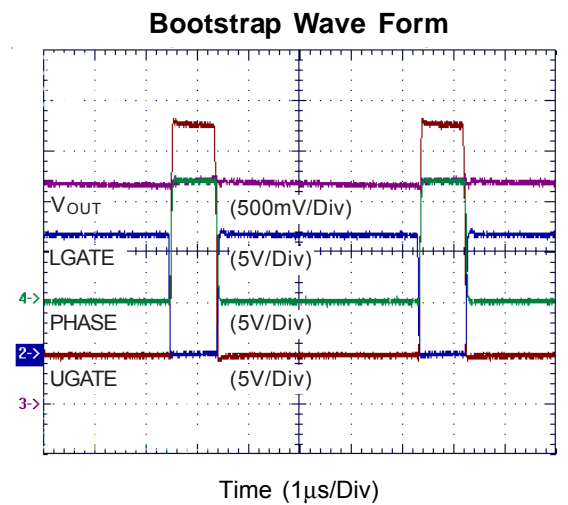 Bootstrap Wave Form
VOUT (500mV/Div)
LGATE (5V/Div)
4->
PHASE (5V/Div)
2->
UGATE (5V/Div)
3->
Time (1μs/Div)